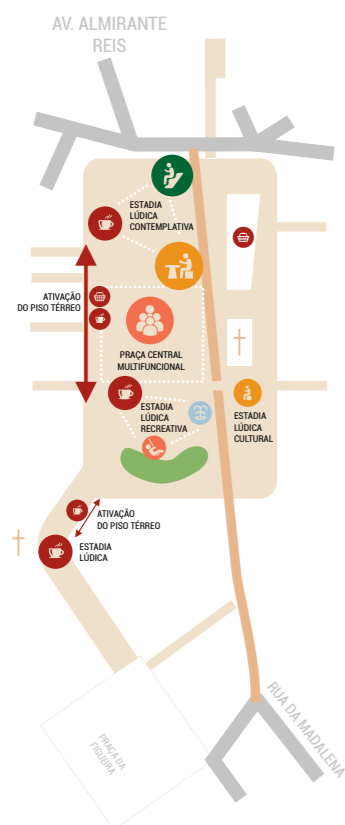 AV. ALMIRANTE
REIS
ESTADIA
LÚDICA
CONTEMPLATIVA
ATIVAÇÃO
DO PISO TÉRREO
PRAÇA CENTRAL
MULTIFUNCIONAL
ESTADIA
LÚDICA
RECREATIVA
ESTADIA
LÚDICA
CULTURAL
ATIVAÇÃO
DO PISO TÉRREO
ESTADIA
LÚDICA
RUA DA MADALENA
PRAÇA DA
FIGUEIRA